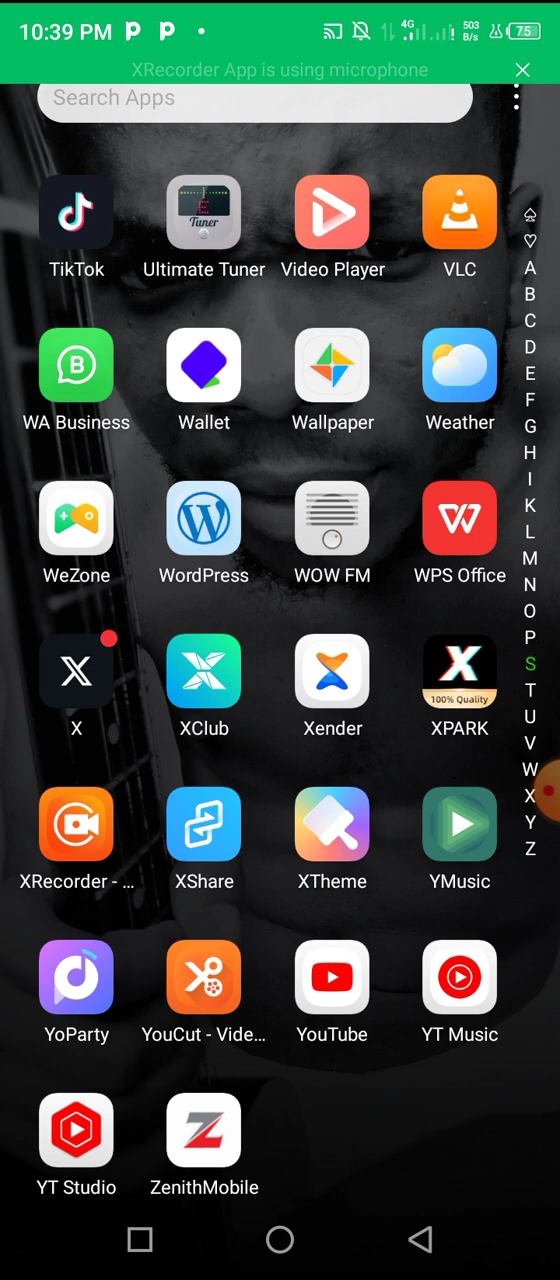 10:39 PM
4G
503
B/s
75
XRecorder App is using microphone
Search Apps
TikTok
Tuner
Ultimate Tuner
Video Player
VLC
WA Business
Wallet
Wallpaper
Weather
WeZone
WordPress
WOW FM
WPS Office
X
XClub
Xender
100% Quality
XPARK
XRecorder - ...
XShare
XTheme
YMusic
YoParty
YouCut - Vide...
YouTube
YT Music
YT Studio
ZenithMobile
A
B
C
D
E
F
G
H
I
K
L
M
N
O
P
S
T
U
V
W
X
Y
Z